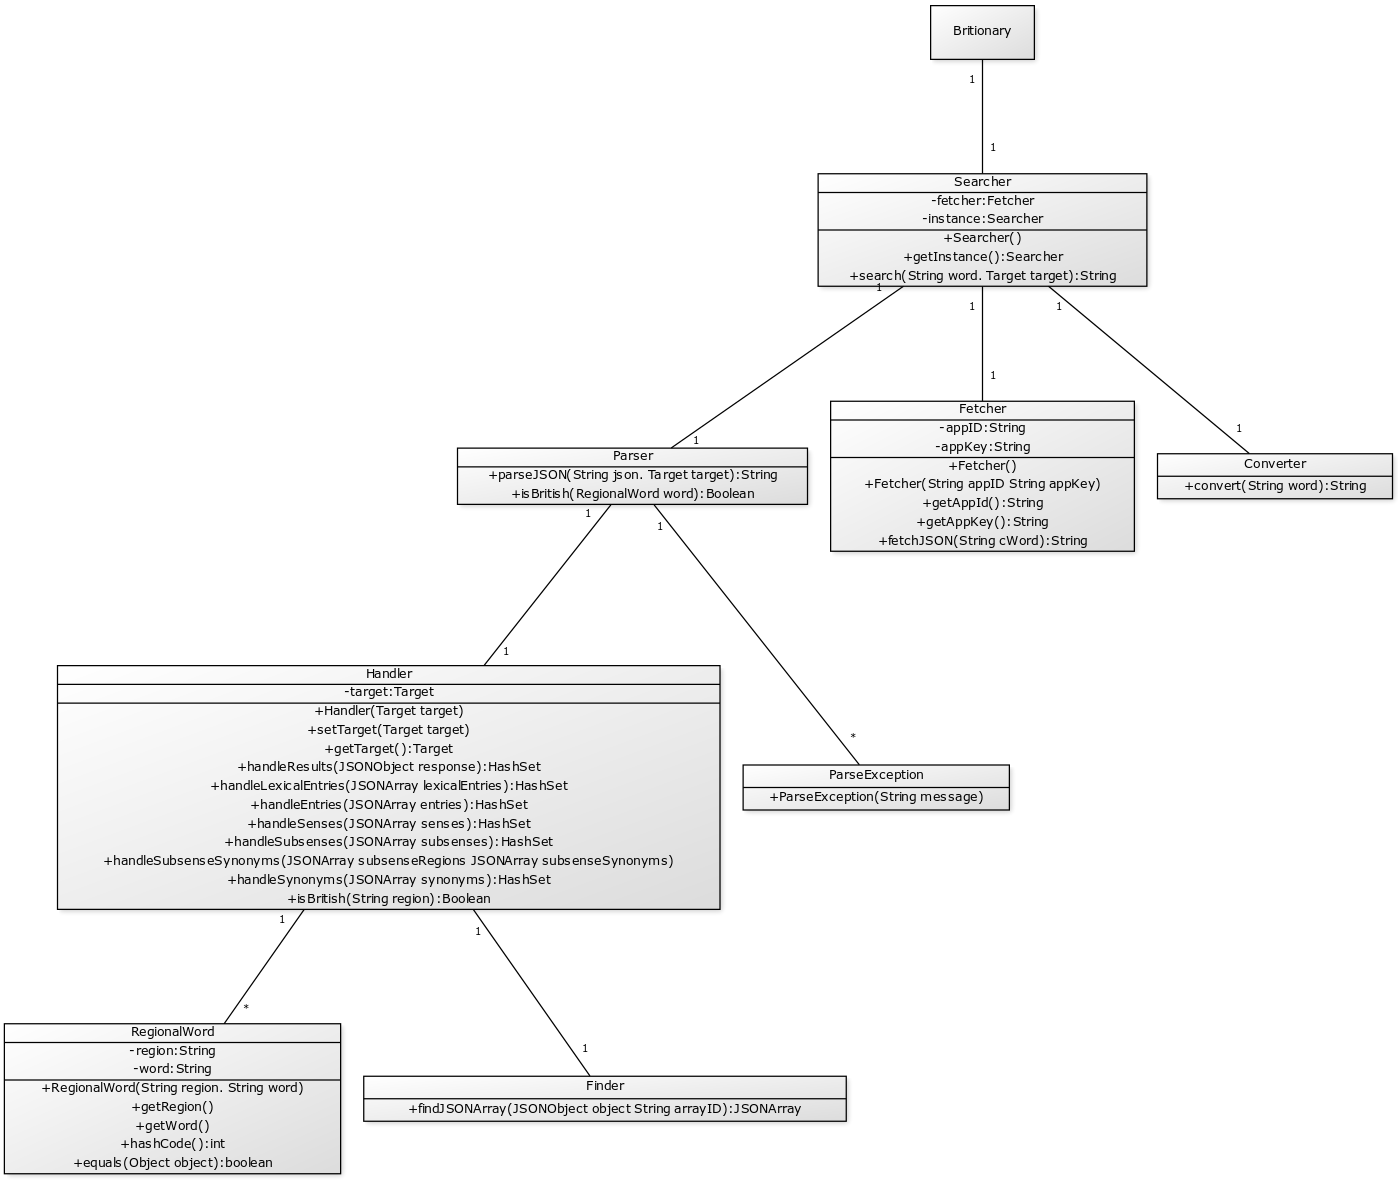 Britionary
1
1
Searcher
-fetcher:Fetcher
-instance:Searcher
+Searcher()
+getInstance():Searcher
+search(String word. Target target):String
1
1
1
1
1
1
Parser
+parseJSON(String json. Target target):String
+isBritish(RegionalWord word):Boolean
Fetcher
-appID:String
-appKey:String
+Fetcher()
+Fetcher(String appID String appKey)
+getAppId():String
+getAppKey():String
+fetchJSON(String cWord):String
Converter
+convert(String word):String
1
1
1
*
Handler
-target:Target
+Handler(Target target)
+setTarget(Target target)
+getTarget():Target
+handleResults(JSONObject response):HashSet
+handleLexicalEntries(JSONArray lexicalEntries):HashSet
+handleEntries(JSONArray entries):HashSet
+handleSenses(JSONArray senses):HashSet
+handleSubsenses(JSONArray subsenses):HashSet
+handleSubsenseSynonyms(JSONArray subsenseRegions JSONArray subsenseSynonyms)
+handleSynonyms(JSONArray synonyms):HashSet
+isBritish(String region):Boolean
ParseException
+ParseException(String message)
1
1
*
1
RegionalWord
-region:String
-word:String
+RegionalWord(String region. String word)
+getRegion()
+getWord()
+hashCode():int
+equals(Object object):boolean
Finder
+findJSONArray(JSONObject object String arrayID):JSONArray